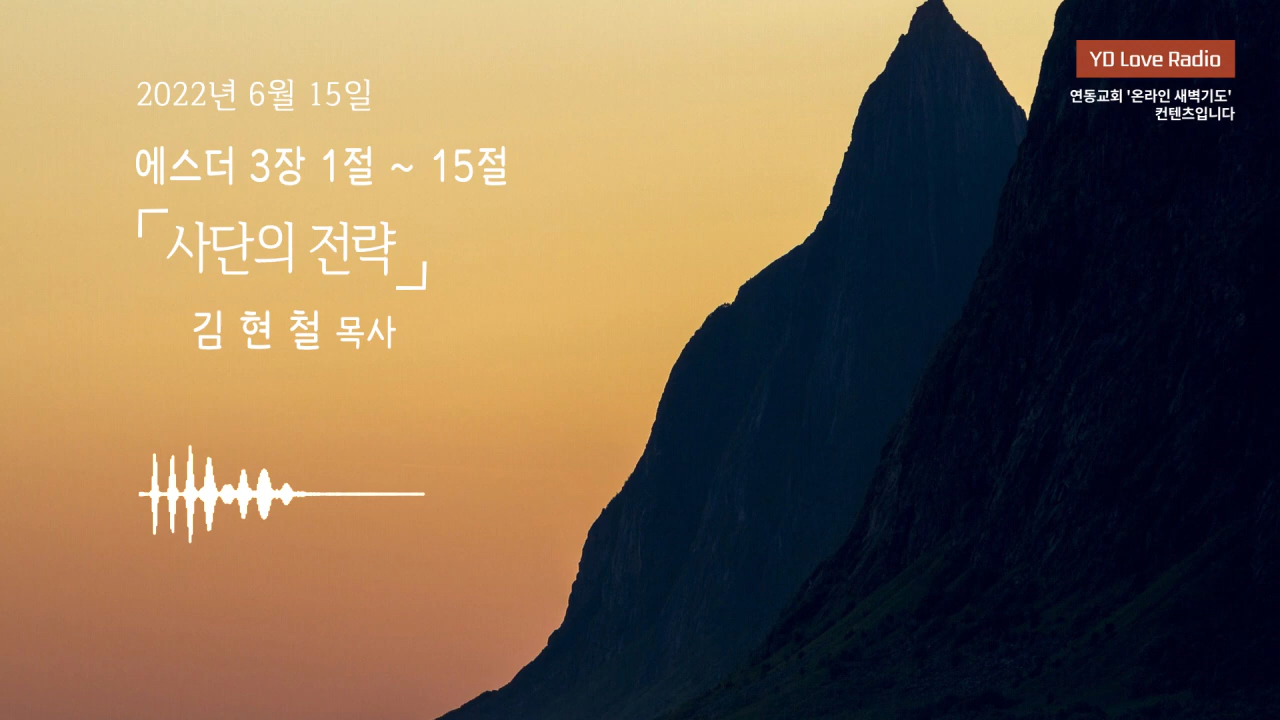 2022년 6월 15일
에스더 3장 1절 ~ 15절
「사단의 전략」
김 현 철 목사
YD Love Radio
연동교회 '온라인 새벽기도'
컨텐츠입니다